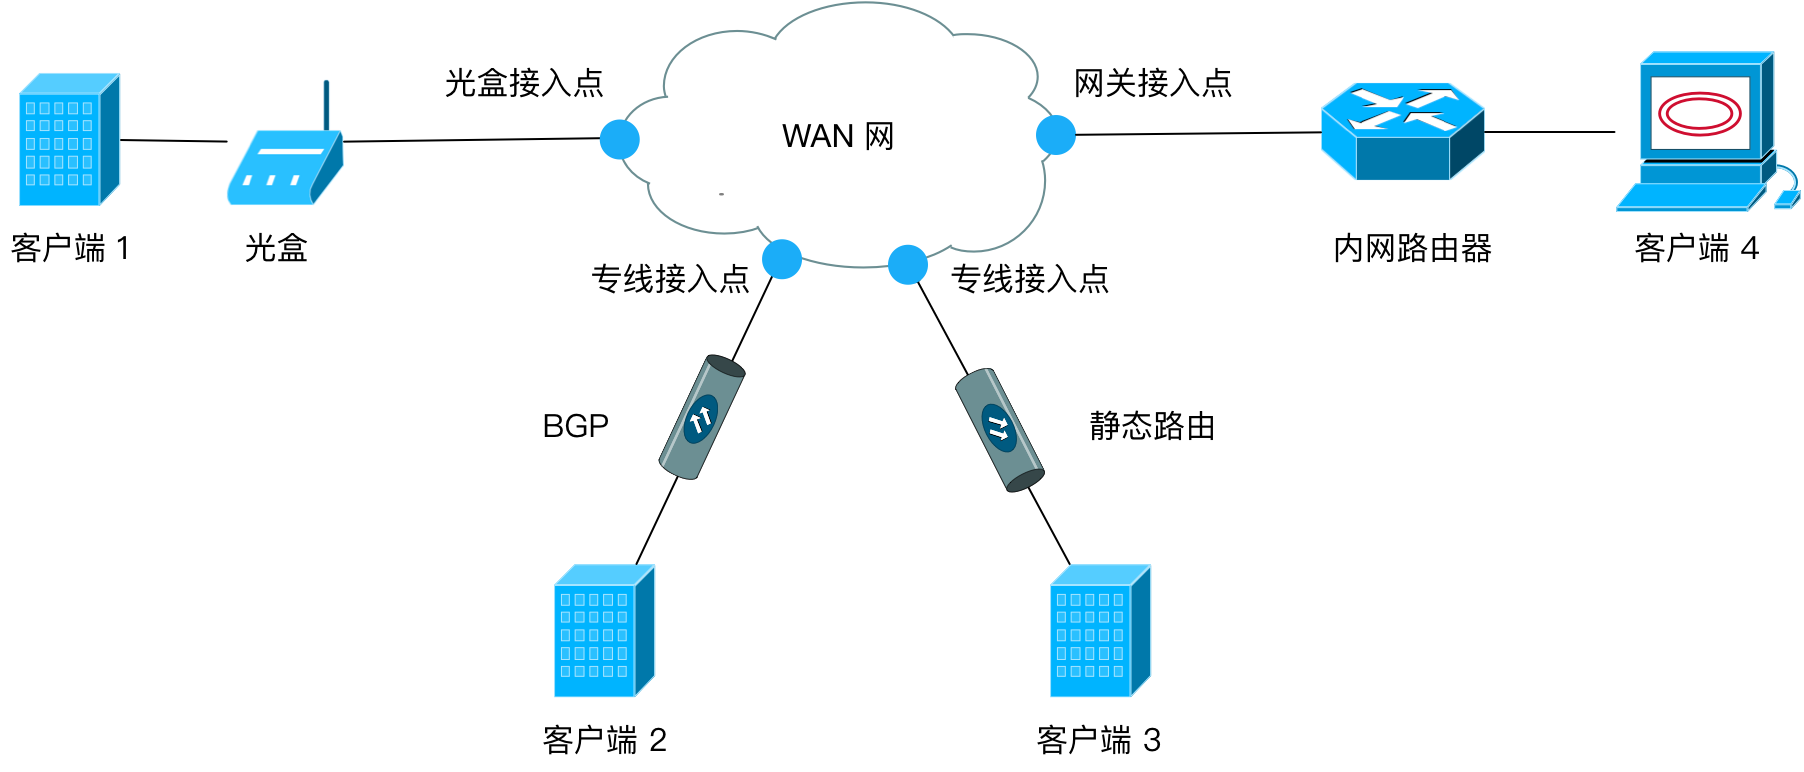 光盒接入点
网关接入点
WAN 网
客户端 1
光盒
内网路由器
客户端 4
专线接入点
专线接入点
BGP
静态路由
客户端 2
客户端 3